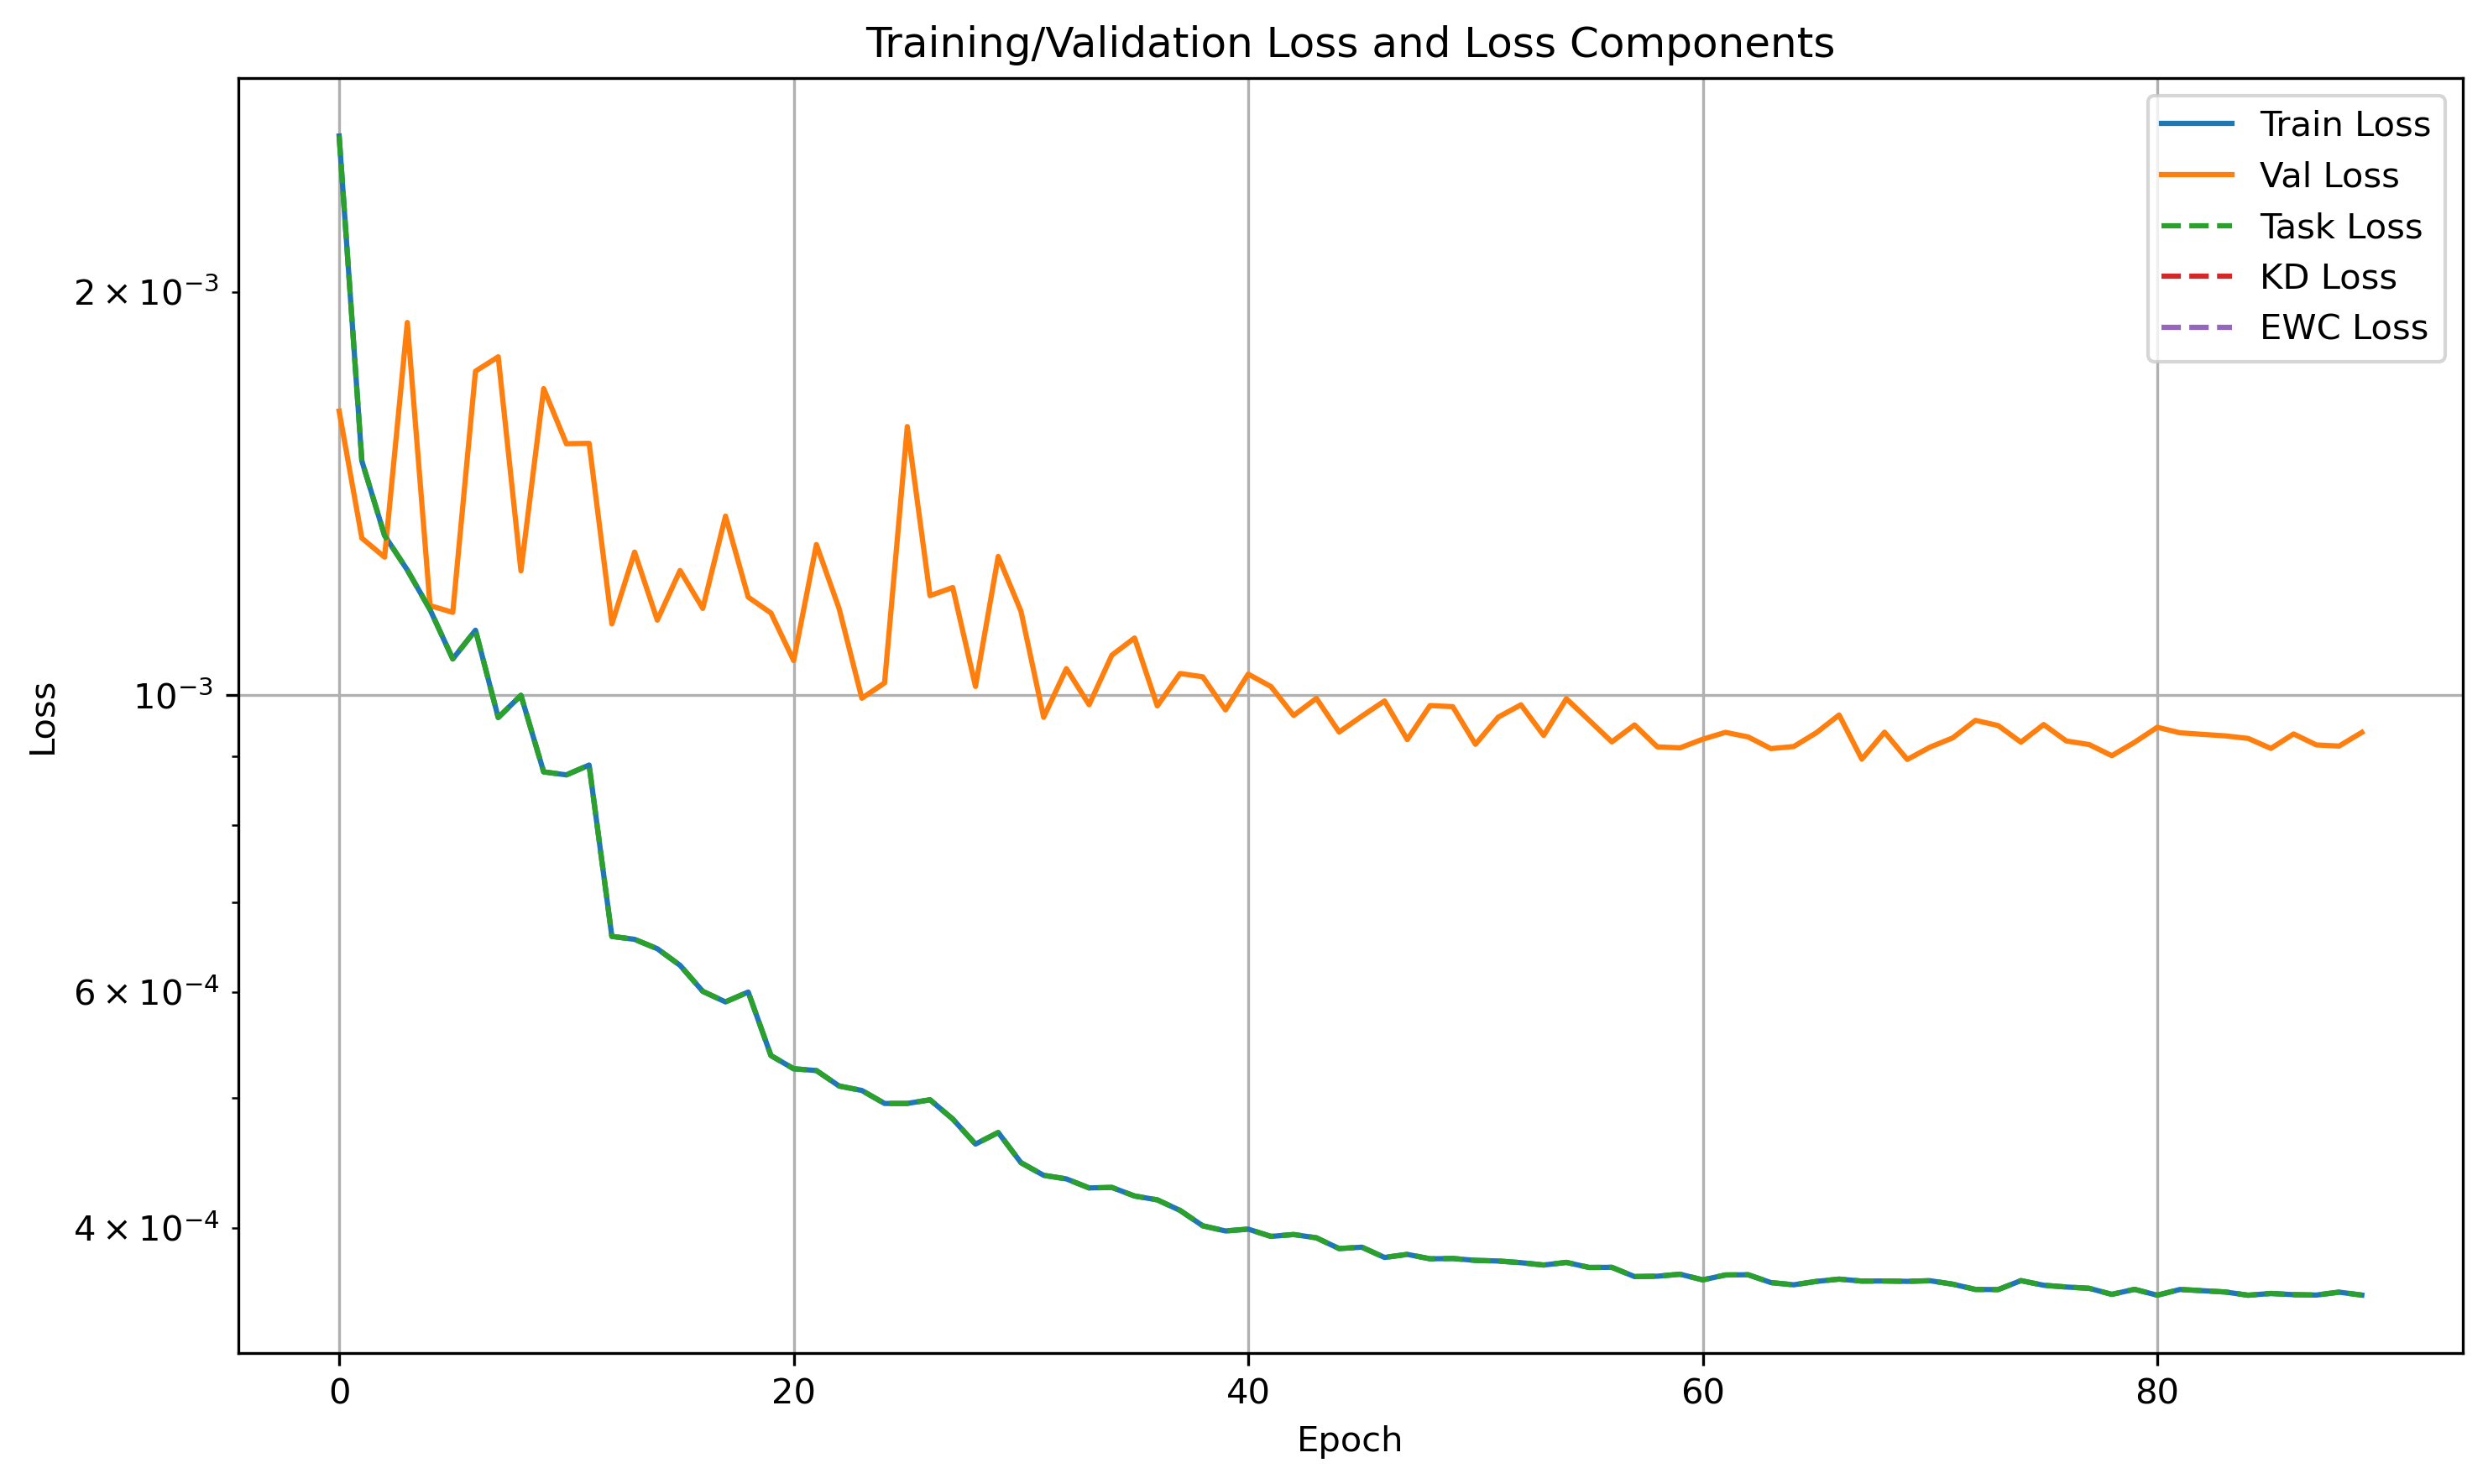 Training/Validation Loss and Loss Components
Train Loss
Val Loss
Task Loss
KD Loss
EWC Loss
2 × 10⁻³
10⁻³
6 × 10⁻⁴
4 × 10⁻⁴
Loss
0 20 40 60 80
Epoch